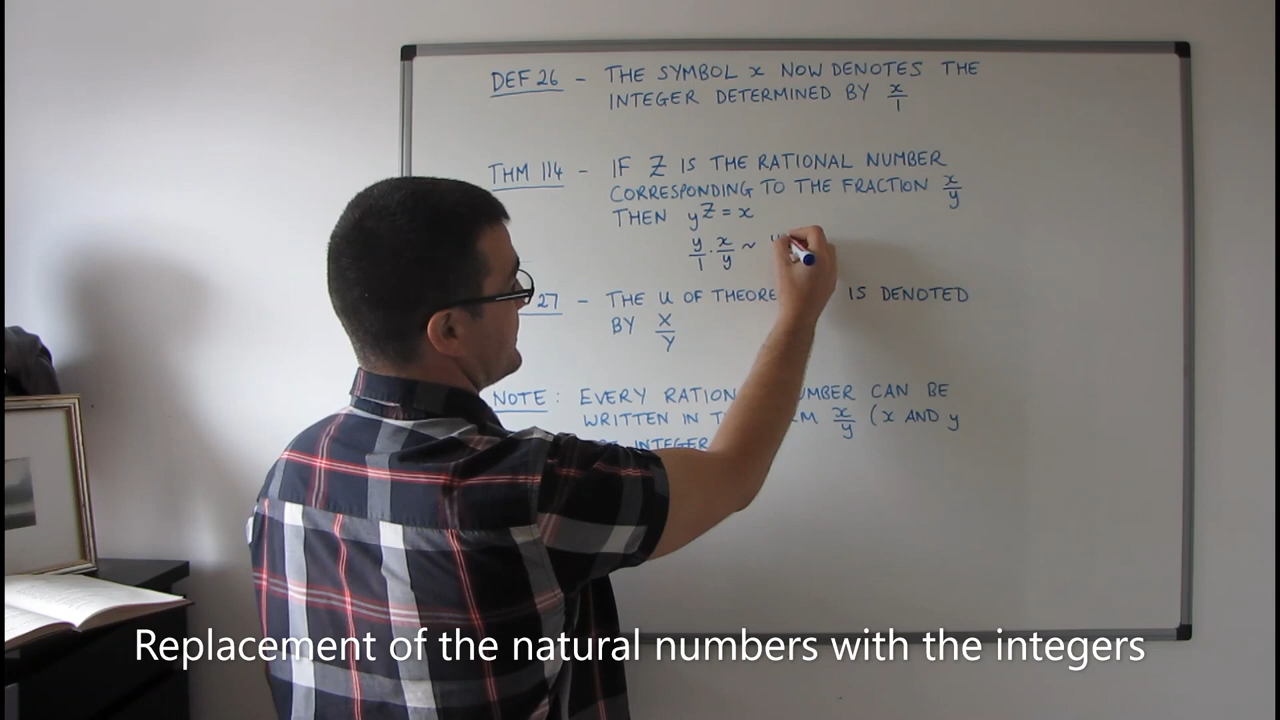 DEF 26 - THE SYMBOL x NOW DENOTES THE
INTEGER DETERMINED BY x/1
THM 114 - IF Z IS THE RATIONAL NUMBER
CORRESPONDING TO THE FRACTION x/y
THEN yZ = x
y/1 · x/y ~
27 - THE U OF THEORE IS DENOTED
BY X/Y
NOTE: EVERY RATION UMBER CAN BE
WRITTEN IN M x/y (x AND y
INTEGER
Replacement of the natural numbers with the integers